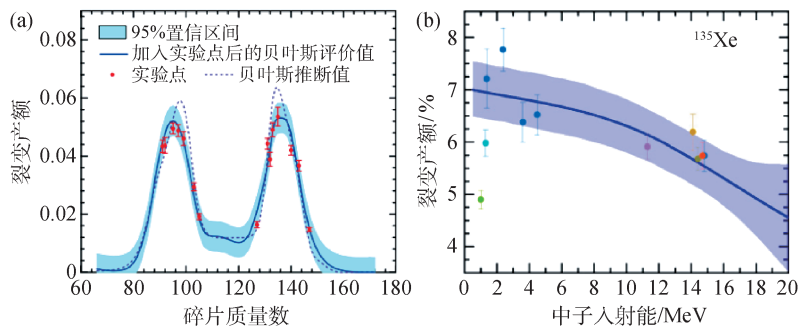 (a)
0.08
95%置信区间
加入实验点后的贝叶斯评价值
实验点 贝叶斯推断值
0.06
裂变产额
0.04
0.02
0
60 80 100 120 140 160 180
碎片质量数
(b)
9
¹³⁵Xe
8
7
裂变产额/%
6
5
4
0 2 4 6 8 10 12 14 16 18 20
中子入射能/MeV